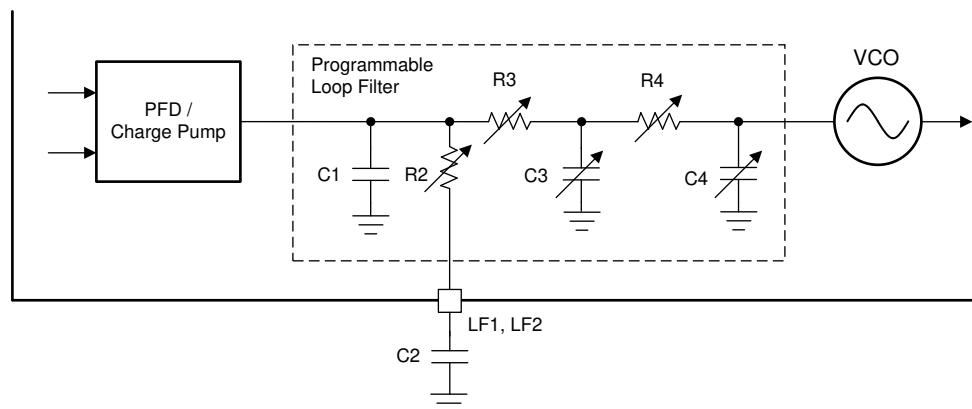 Programmable
Loop Filter
PFD /
Charge Pump
R3
R4
VCO
C1
R2
C3
C4
LF1, LF2
C2